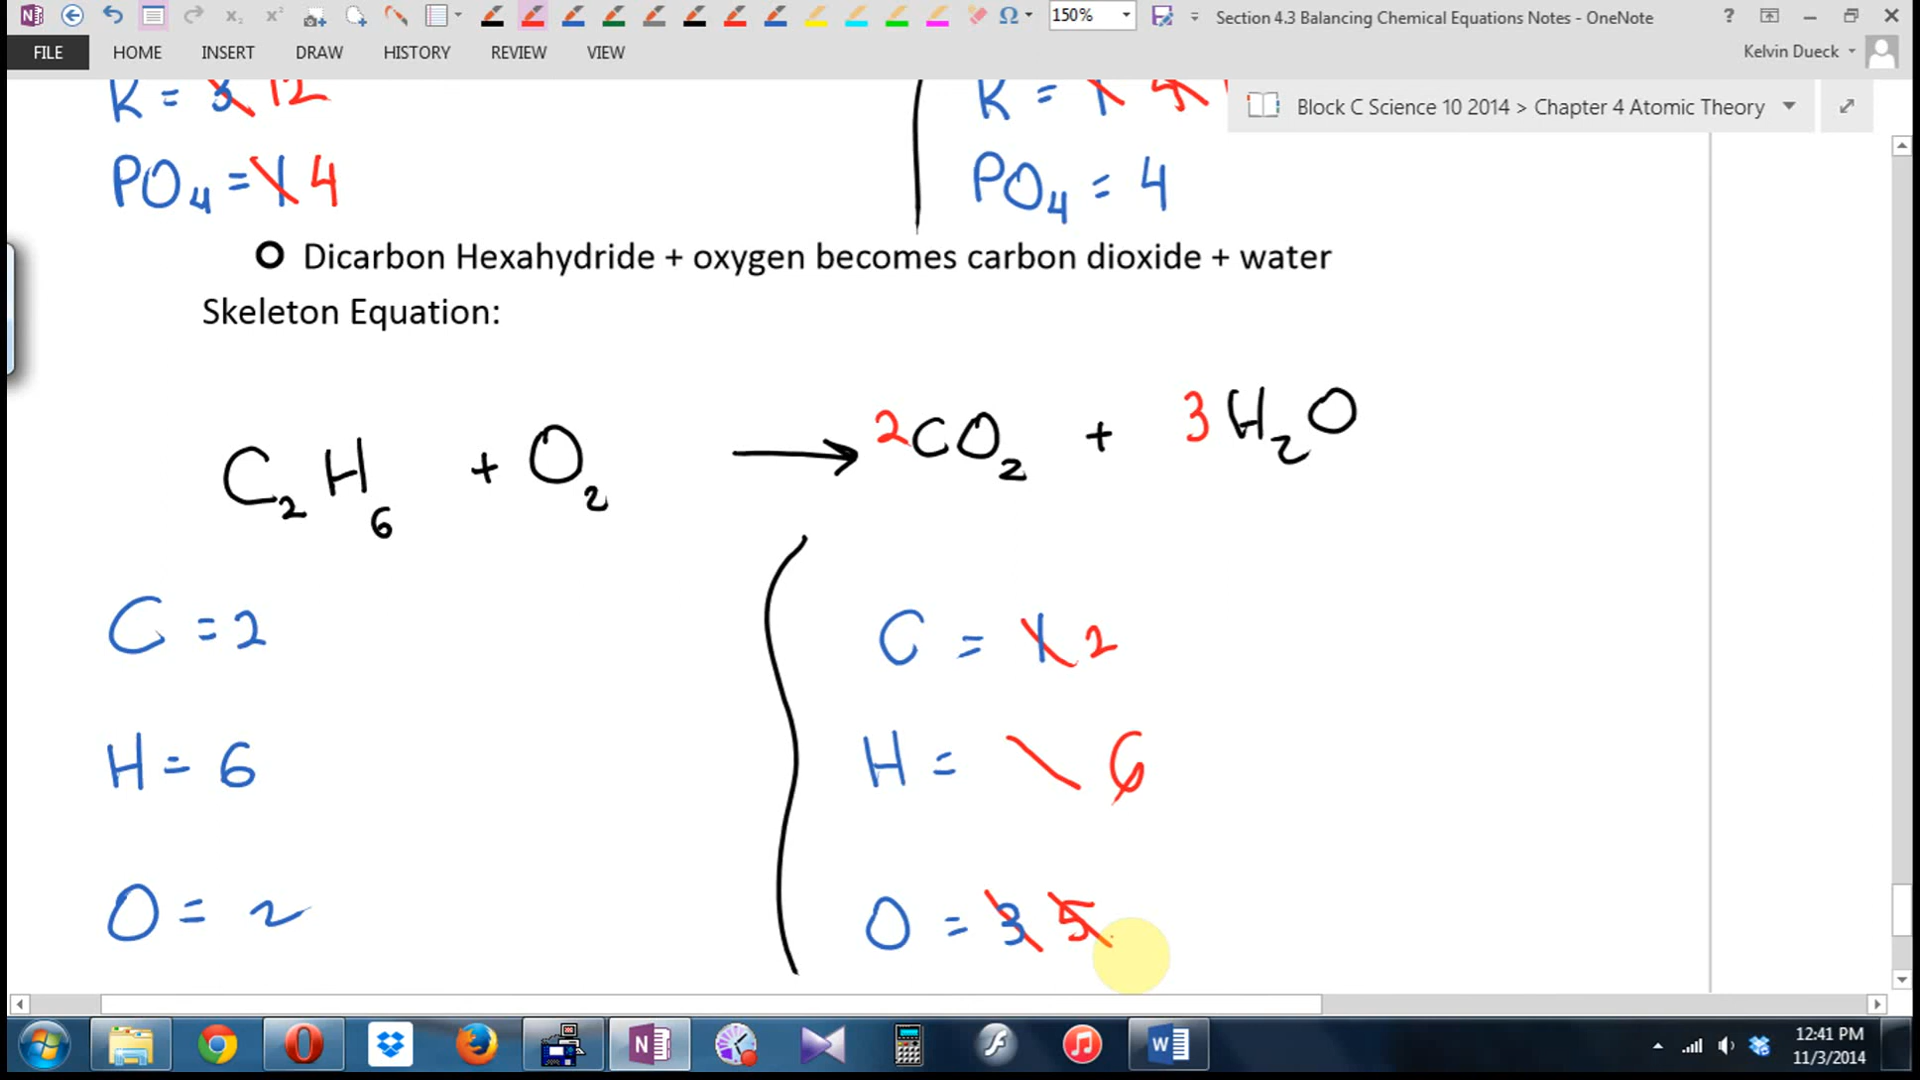 150%
Section 4.3 Balancing Chemical Equations Notes - OneNote
FILE HOME INSERT DRAW HISTORY REVIEW VIEW
Kelvin Dueck
Block C Science 10 2014 > Chapter 4 Atomic Theory
K = 3 12
K = 1
PO4 = 1 4
PO4 = 4
Dicarbon Hexahydride + oxygen becomes carbon dioxide + water
Skeleton Equation:
C2H6 + O2 → 2CO2 + 3H2O
C = 2
C = 1 2
H = 6
H = 6
O = 2
O = 3 5
12:41 PM
11/3/2014